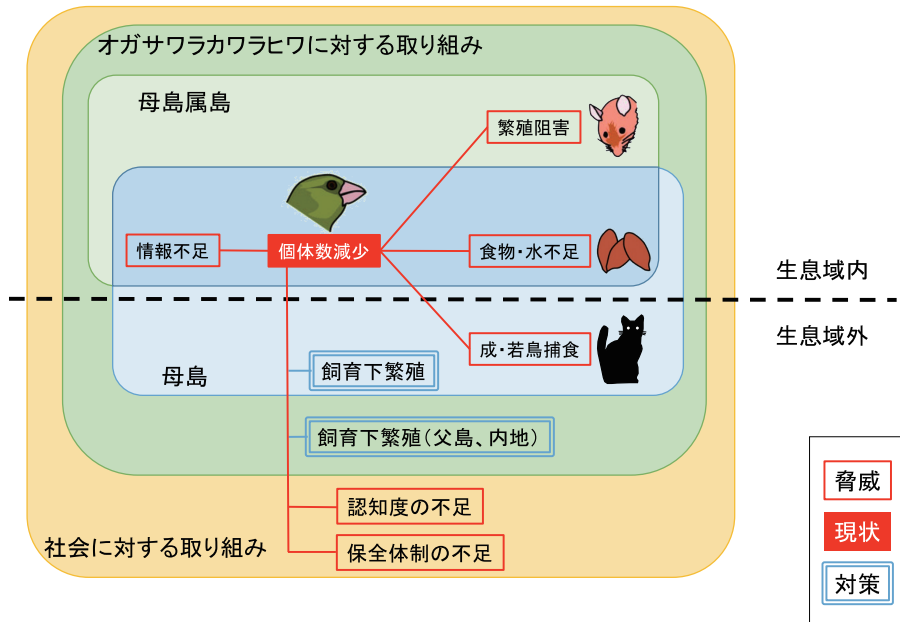 オガサワラカワラヒワに対する取り組み
母島属島
繁殖阻害
情報不足
個体数減少
食物・水不足
生息域内
生息域外
成・若鳥捕食
飼育下繁殖
母島
飼育下繁殖（父島、内地）
認知度の不足
社会に対する取り組み
保全体制の不足
脅威
現状
対策